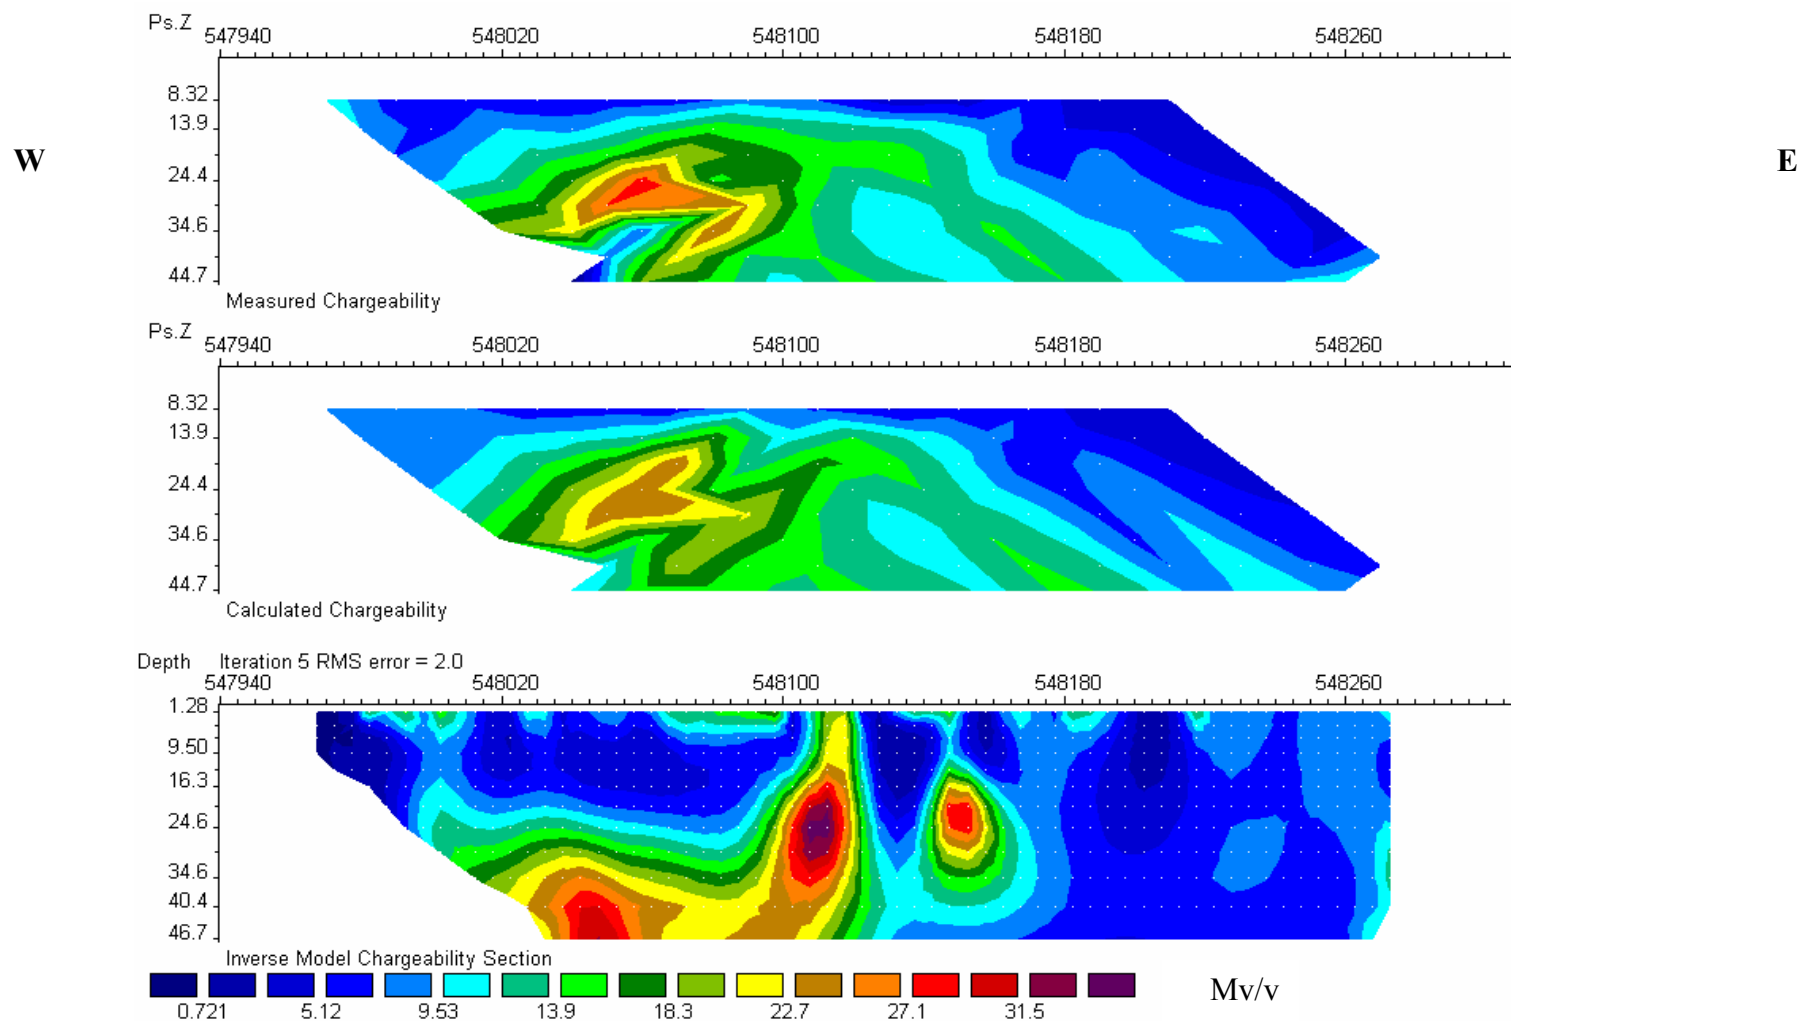 Ps.Z
547940 548020 548100 548180 548260
8.32
13.9
W
E
24.4
34.6
44.7
Measured Chargeability
Ps.Z
547940 548020 548100 548180 548260
8.32
13.9
24.4
34.6
44.7
Calculated Chargeability
Depth Iteration 5 RMS error = 2.0
547940 548020 548100 548180 548260
1.28
9.50
16.3
24.6
34.6
40.4
46.7
Inverse Model Chargeability Section
Mv/v
0.721 5.12 9.53 13.9 18.3 22.7 27.1 31.5